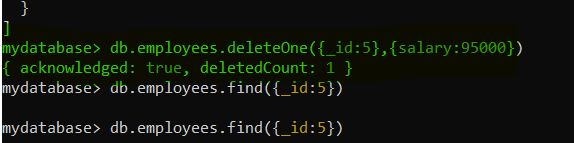 }
]
mydatabase> db.employees.deleteOne({_id:5},{salary:95000})
{ acknowledged: true, deletedCount: 1 }
mydatabase> db.employees.find({_id:5})
mydatabase> db.employees.find({_id:5})